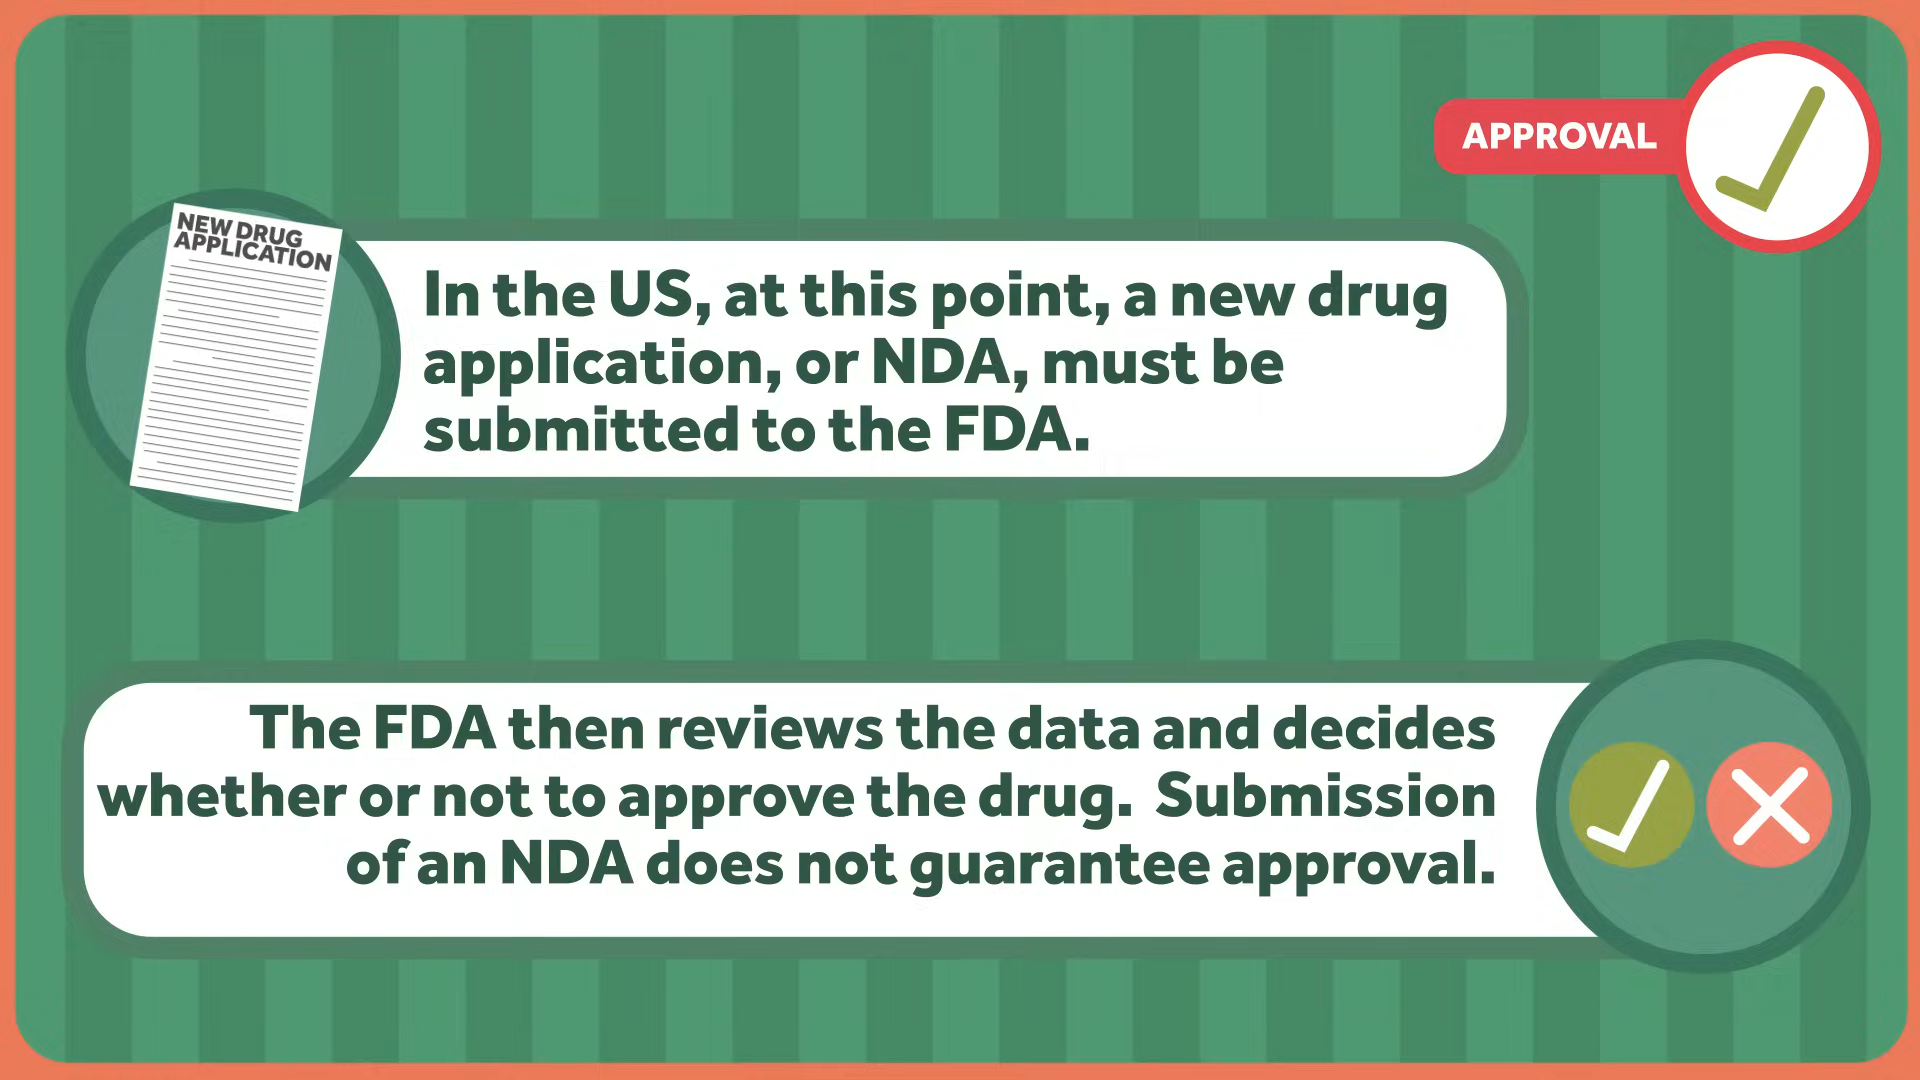 APPROVAL
NEW DRUG
APPLICATION
In the US, at this point, a new drug
application, or NDA, must be
submitted to the FDA.
The FDA then reviews the data and decides
whether or not to approve the drug. Submission
of an NDA does not guarantee approval.